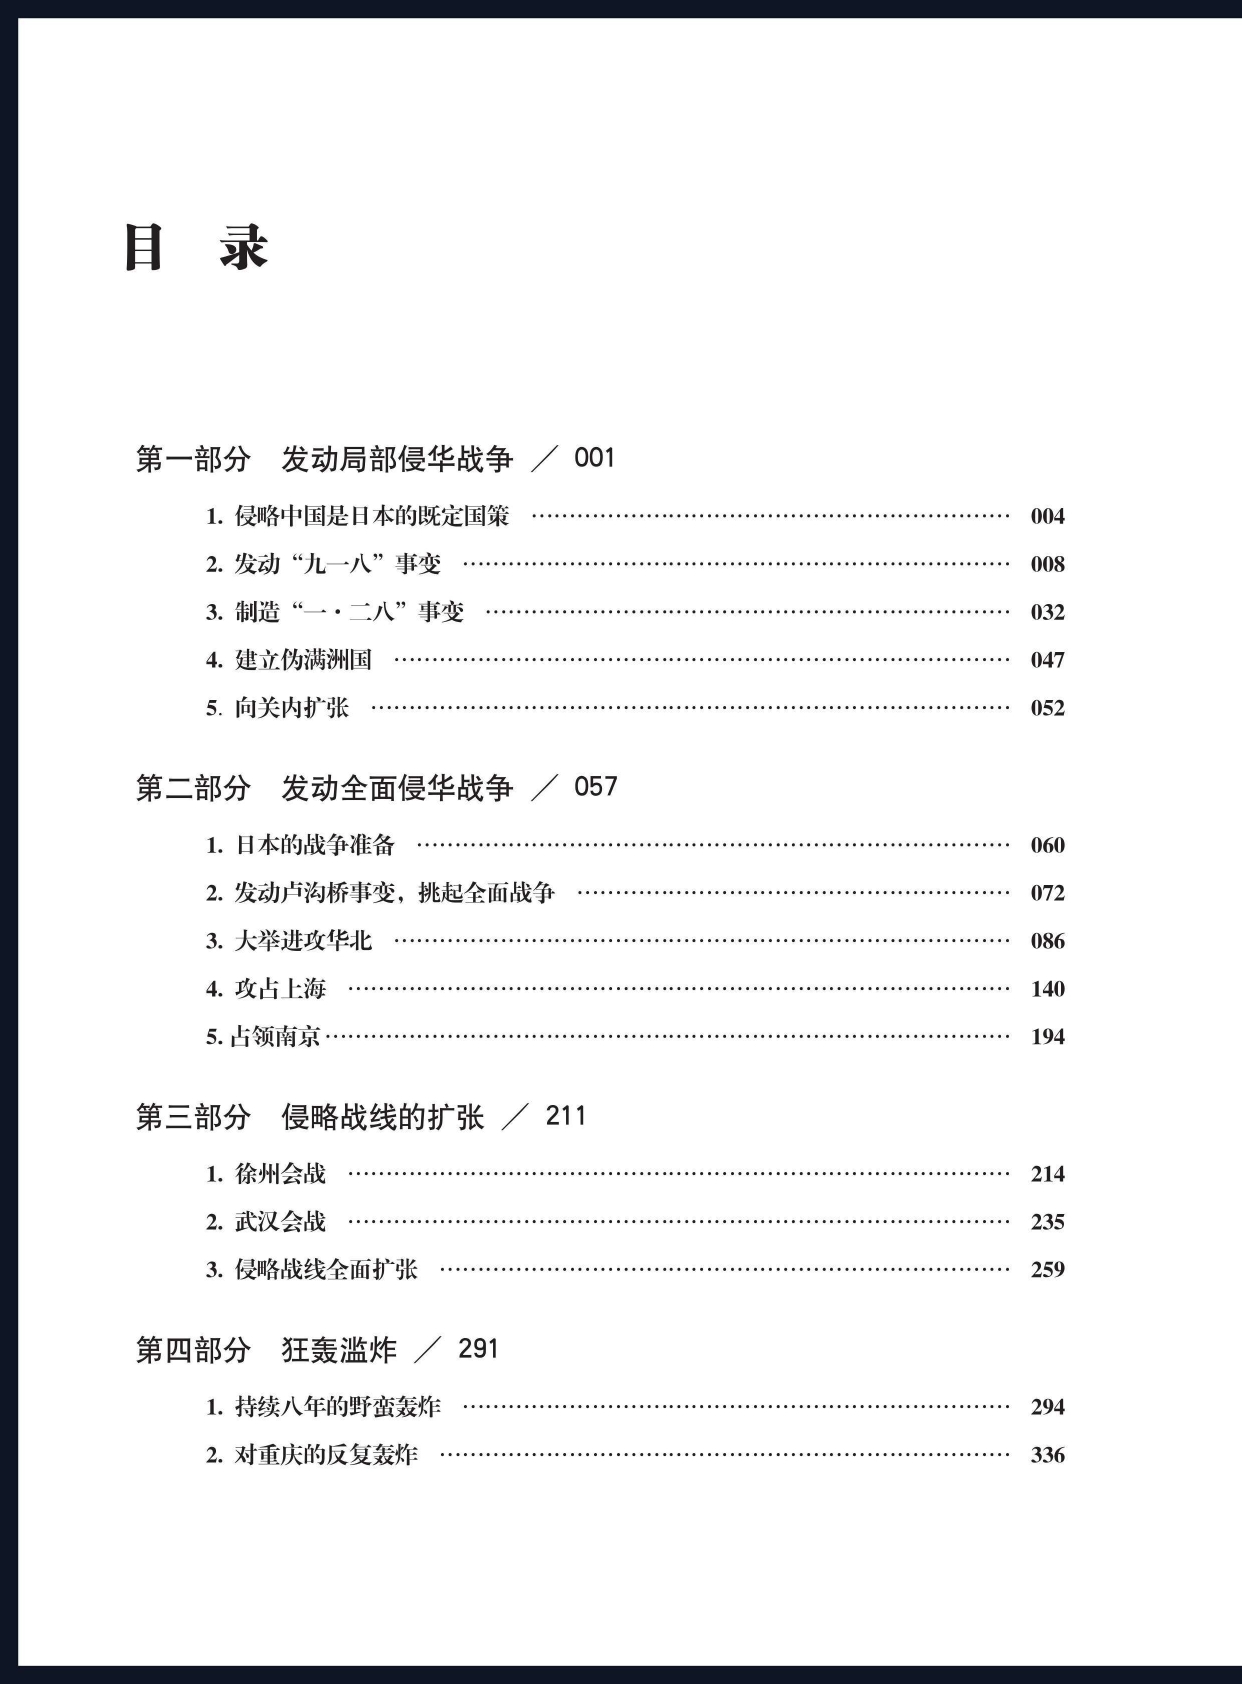 目 录
第一部分 发动局部侵华战争 ／ 001
1. 侵略中国是日本的既定国策 …… 004
2. 发动“九一八”事变 …… 008
3. 制造“一·二八”事变 …… 032
4. 建立伪满洲国 …… 047
5. 向关内扩张 …… 052
第二部分 发动全面侵华战争 ／ 057
1. 日本的战争准备 …… 060
2. 发动卢沟桥事变，挑起全面战争 …… 072
3. 大举进攻华北 …… 086
4. 攻占上海 …… 140
5. 占领南京 …… 194
第三部分 侵略战线的扩张 ／ 211
1. 徐州会战 …… 214
2. 武汉会战 …… 235
3. 侵略战线全面扩张 …… 259
第四部分 狂轰滥炸 ／ 291
1. 持续八年的野蛮轰炸 …… 294
2. 对重庆的反复轰炸 …… 336